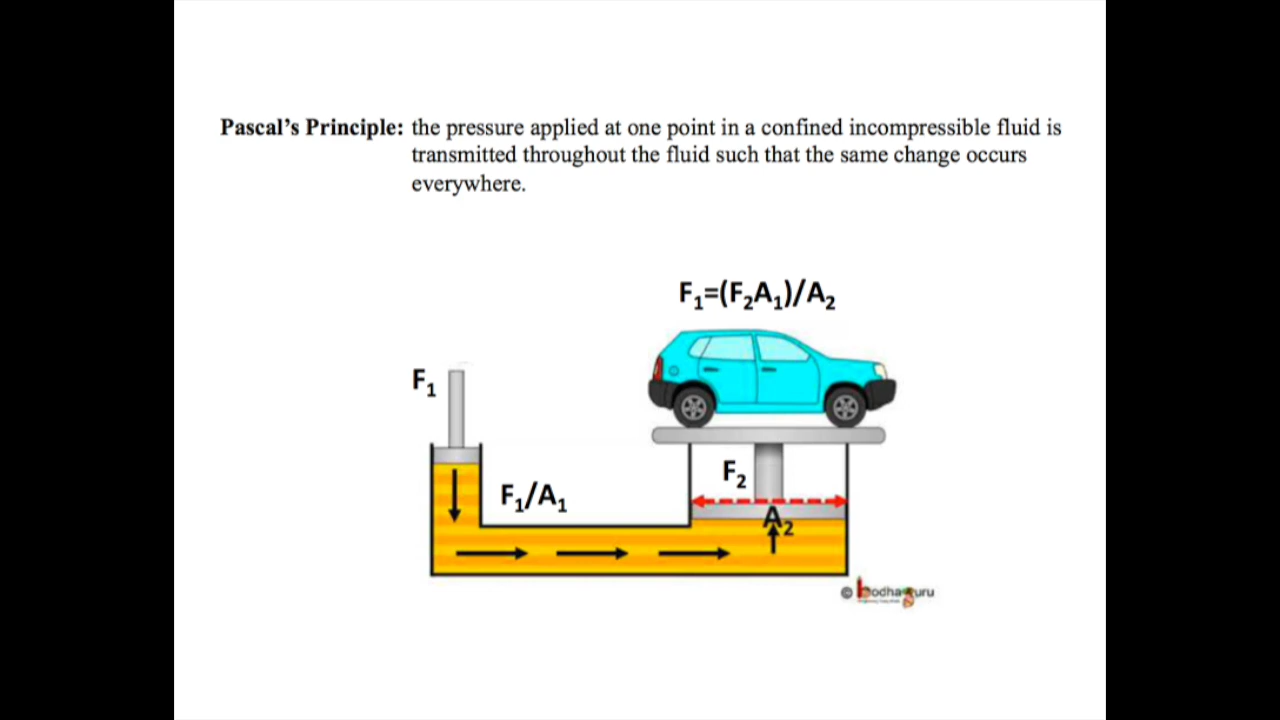 Pascal's Principle: the pressure applied at one point in a confined incompressible fluid is
transmitted throughout the fluid such that the same change occurs
everywhere.
F₁=(F₂A₁)/A₂
F₁
F₂
F₁/A₁
A₂
© bodhaguru